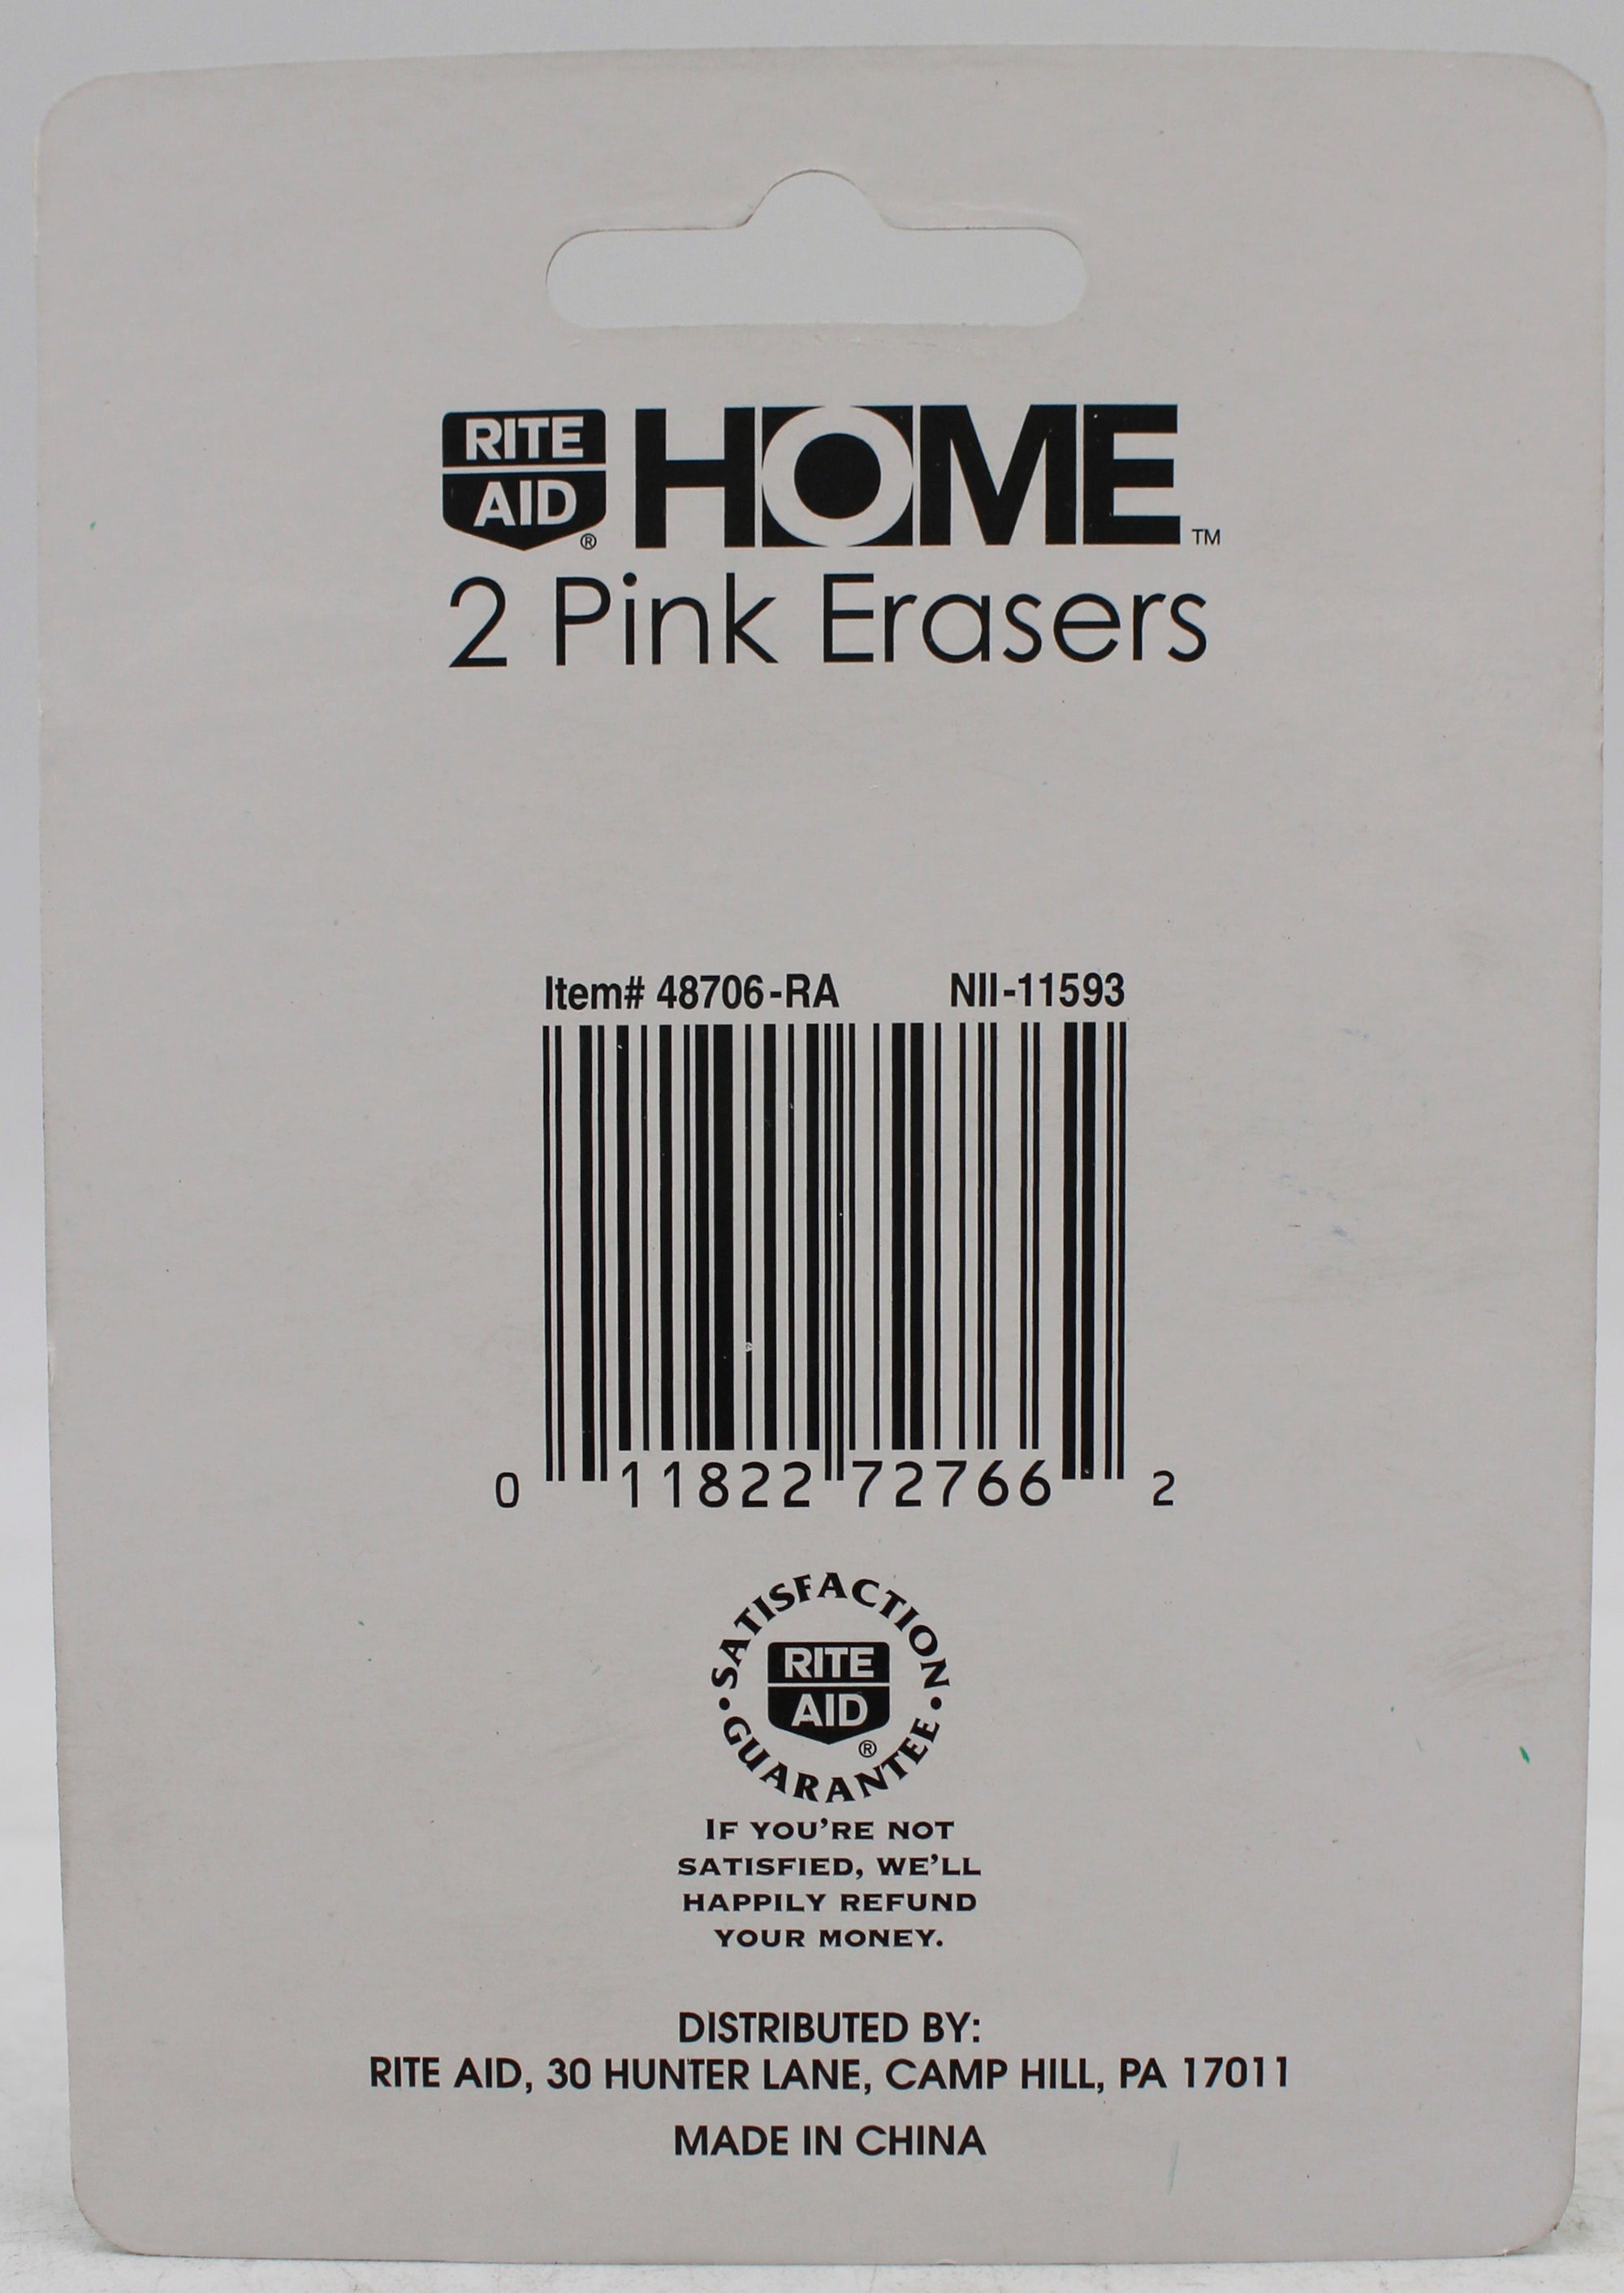 RITE AID® HOME™
2 Pink Erasers
Item# 48706-RA NII-11593
0 11822 72766 2
SATISFACTION
RITE
AID®
GUARANTEE
IF YOU'RE NOT
SATISFIED, WE'LL
HAPPILY REFUND
YOUR MONEY.
DISTRIBUTED BY:
RITE AID, 30 HUNTER LANE, CAMP HILL, PA 17011
MADE IN CHINA